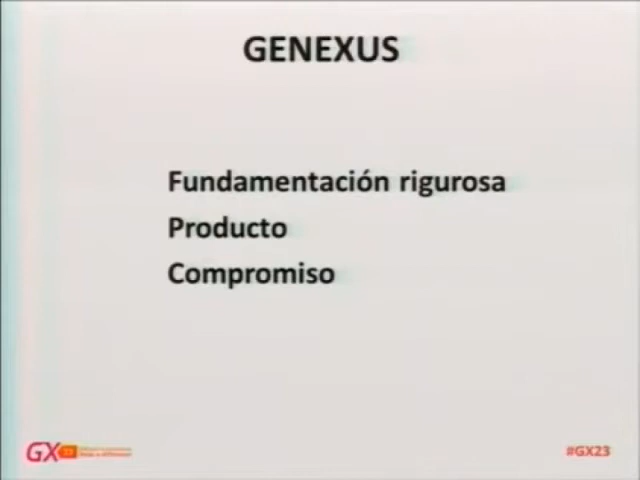 GENEXUS
Fundamentación rigurosa
Producto
Compromiso
GX
#GX23